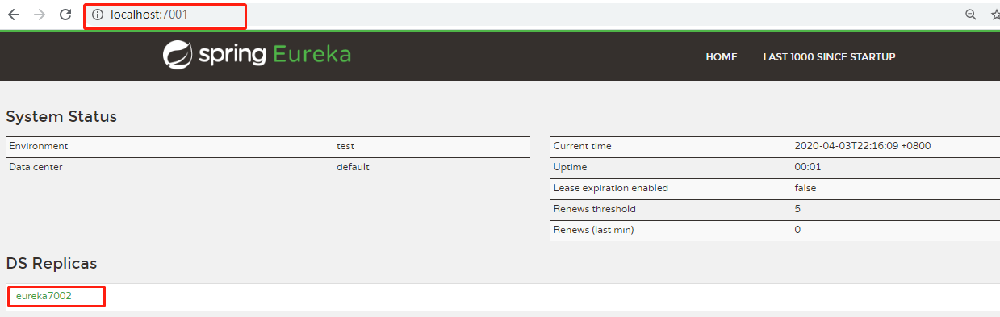 localhost:7001
spring Eureka
HOME LAST 1000 SINCE STARTUP
System Status
Environment test
Data center default
Current time 2020-04-03T22:16:09 +0800
Uptime 00:01
Lease expiration enabled false
Renews threshold 5
Renews (last min) 0
DS Replicas
eureka7002